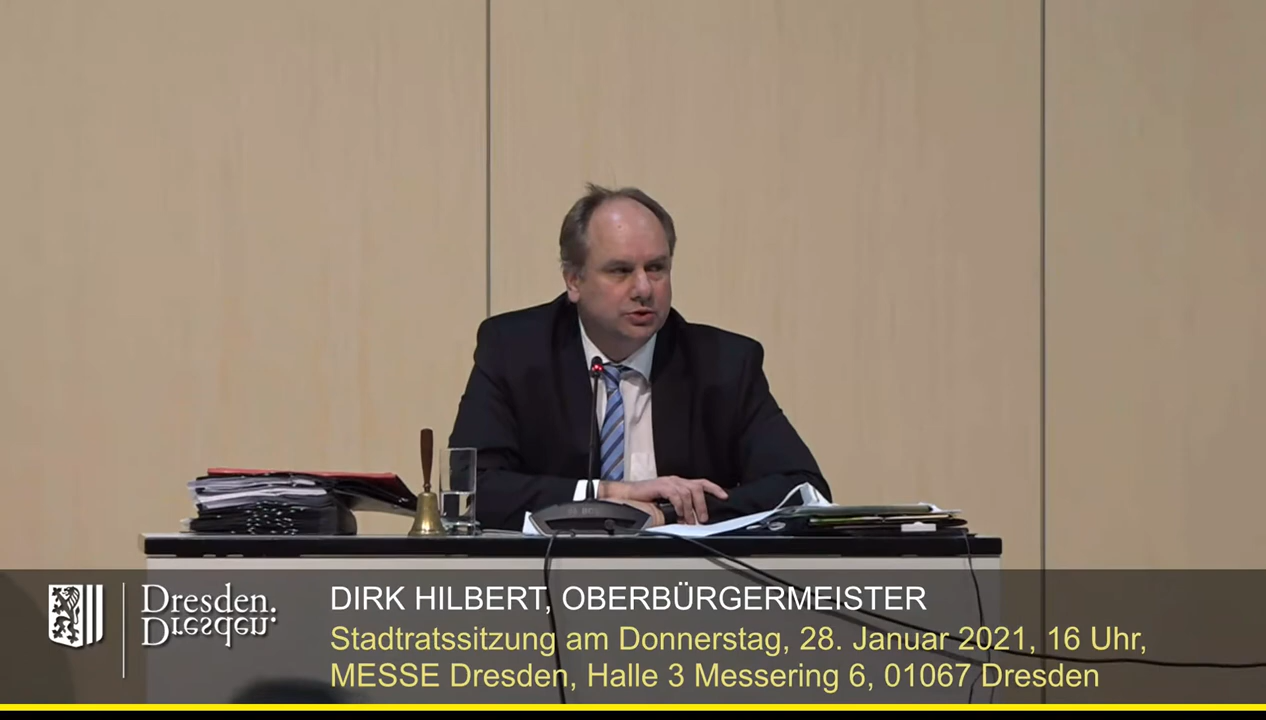 Dresden.
Dresden.
DIRK HILBERT, OBERBÜRGERMEISTER
Stadtratssitzung am Donnerstag, 28. Januar 2021, 16 Uhr,
MESSE Dresden, Halle 3 Messering 6, 01067 Dresden